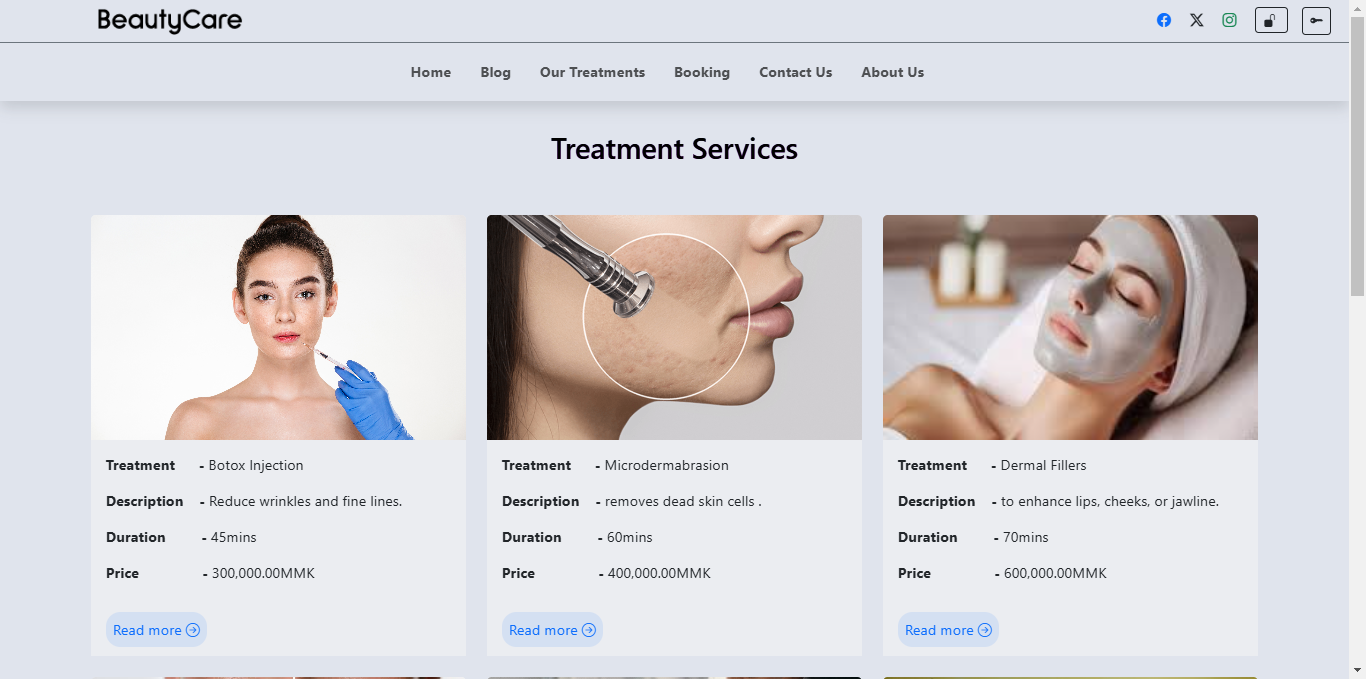 BeautyCare
Home Blog Our Treatments Booking Contact Us About Us
Treatment Services
Treatment - Botox Injection
Description - Reduce wrinkles and fine lines.
Duration - 45mins
Price - 300,000.00MMK
Read more
Treatment - Microdermabrasion
Description - removes dead skin cells .
Duration - 60mins
Price - 400,000.00MMK
Read more
Treatment - Dermal Fillers
Description - to enhance lips, cheeks, or jawline.
Duration - 70mins
Price - 600,000.00MMK
Read more